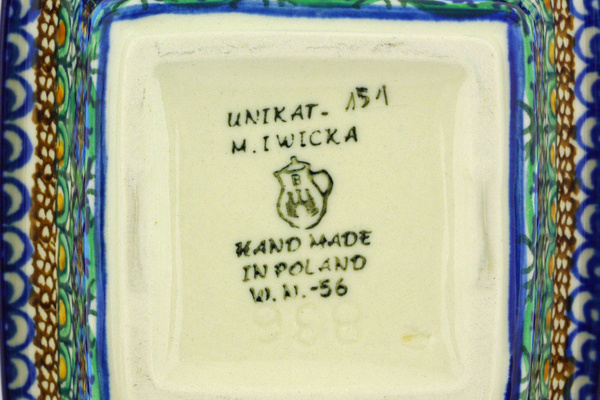 UNIKAT- 151
M. IWICKA
B
HAND MADE
IN POLAND
W.N.-56